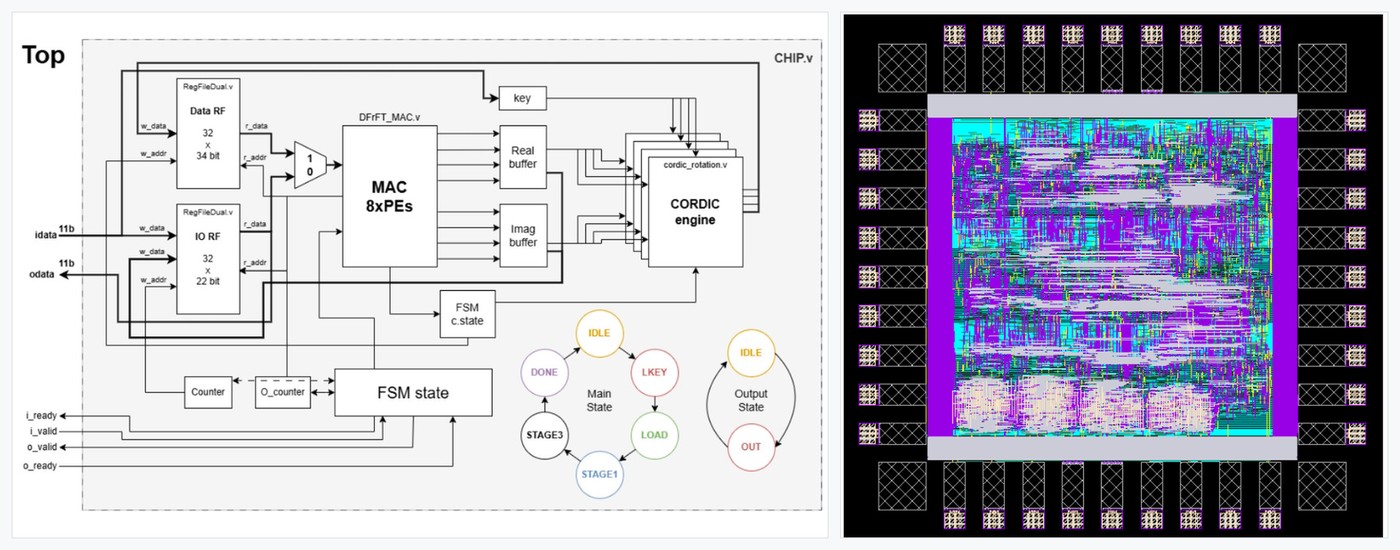 Top
CHIP.v
RegFileDual.v
Data RF
32
x
34 bit
w_data
w_addr
r_data
r_addr
1
0
DFrFT_MAC.v
MAC
8xPEs
key
Real
buffer
Imag
buffer
cordic_rotation.v
CORDIC
engine
RegFileDual.v
IO RF
32
x
22 bit
w_data
w_data
w_addr
r_data
r_addr
idata 11b
odata 11b
FSM
c.state
Counter
O_counter
FSM state
i_ready
i_valid
o_valid
o_ready
IDLE
LKEY
LOAD
STAGE1
STAGE3
DONE
Main
State
IDLE
Output
State
OUT